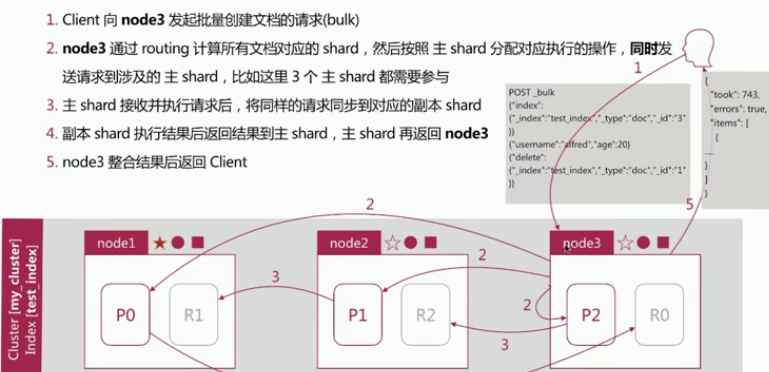 1. Client 向 node3 发起批量创建文档的请求(bulk)
2. node3 通过 routing 计算所有文档对应的 shard，然后按照 主 shard 分配对应执行的操作，同时发
送请求到涉及的 主 shard，比如这里 3 个 主 shard 都需要参与
3. 主 shard 接收并执行请求后，将同样的请求同步到对应的副本 shard
4. 副本 shard 执行结果后返回结果到主 shard，主 shard 再返回 node3
5. node3 整合结果后返回 Client
1
POST _bulk
{"index":
{"_index":"test_index","_type":"doc","_id":"3"
}}
{"username":"alfred","age":20}
{"delete":
{"_index":"test_index","_type":"doc","_id":"1"
}}
{
"took": 743,
"errors": true,
"items": [
{
...
}
]
}
2
5
Cluster [my_cluster]
Index [test_index]
node1
node2
node3
2
3
2
P0
R1
P1
R2
P2
R0
3